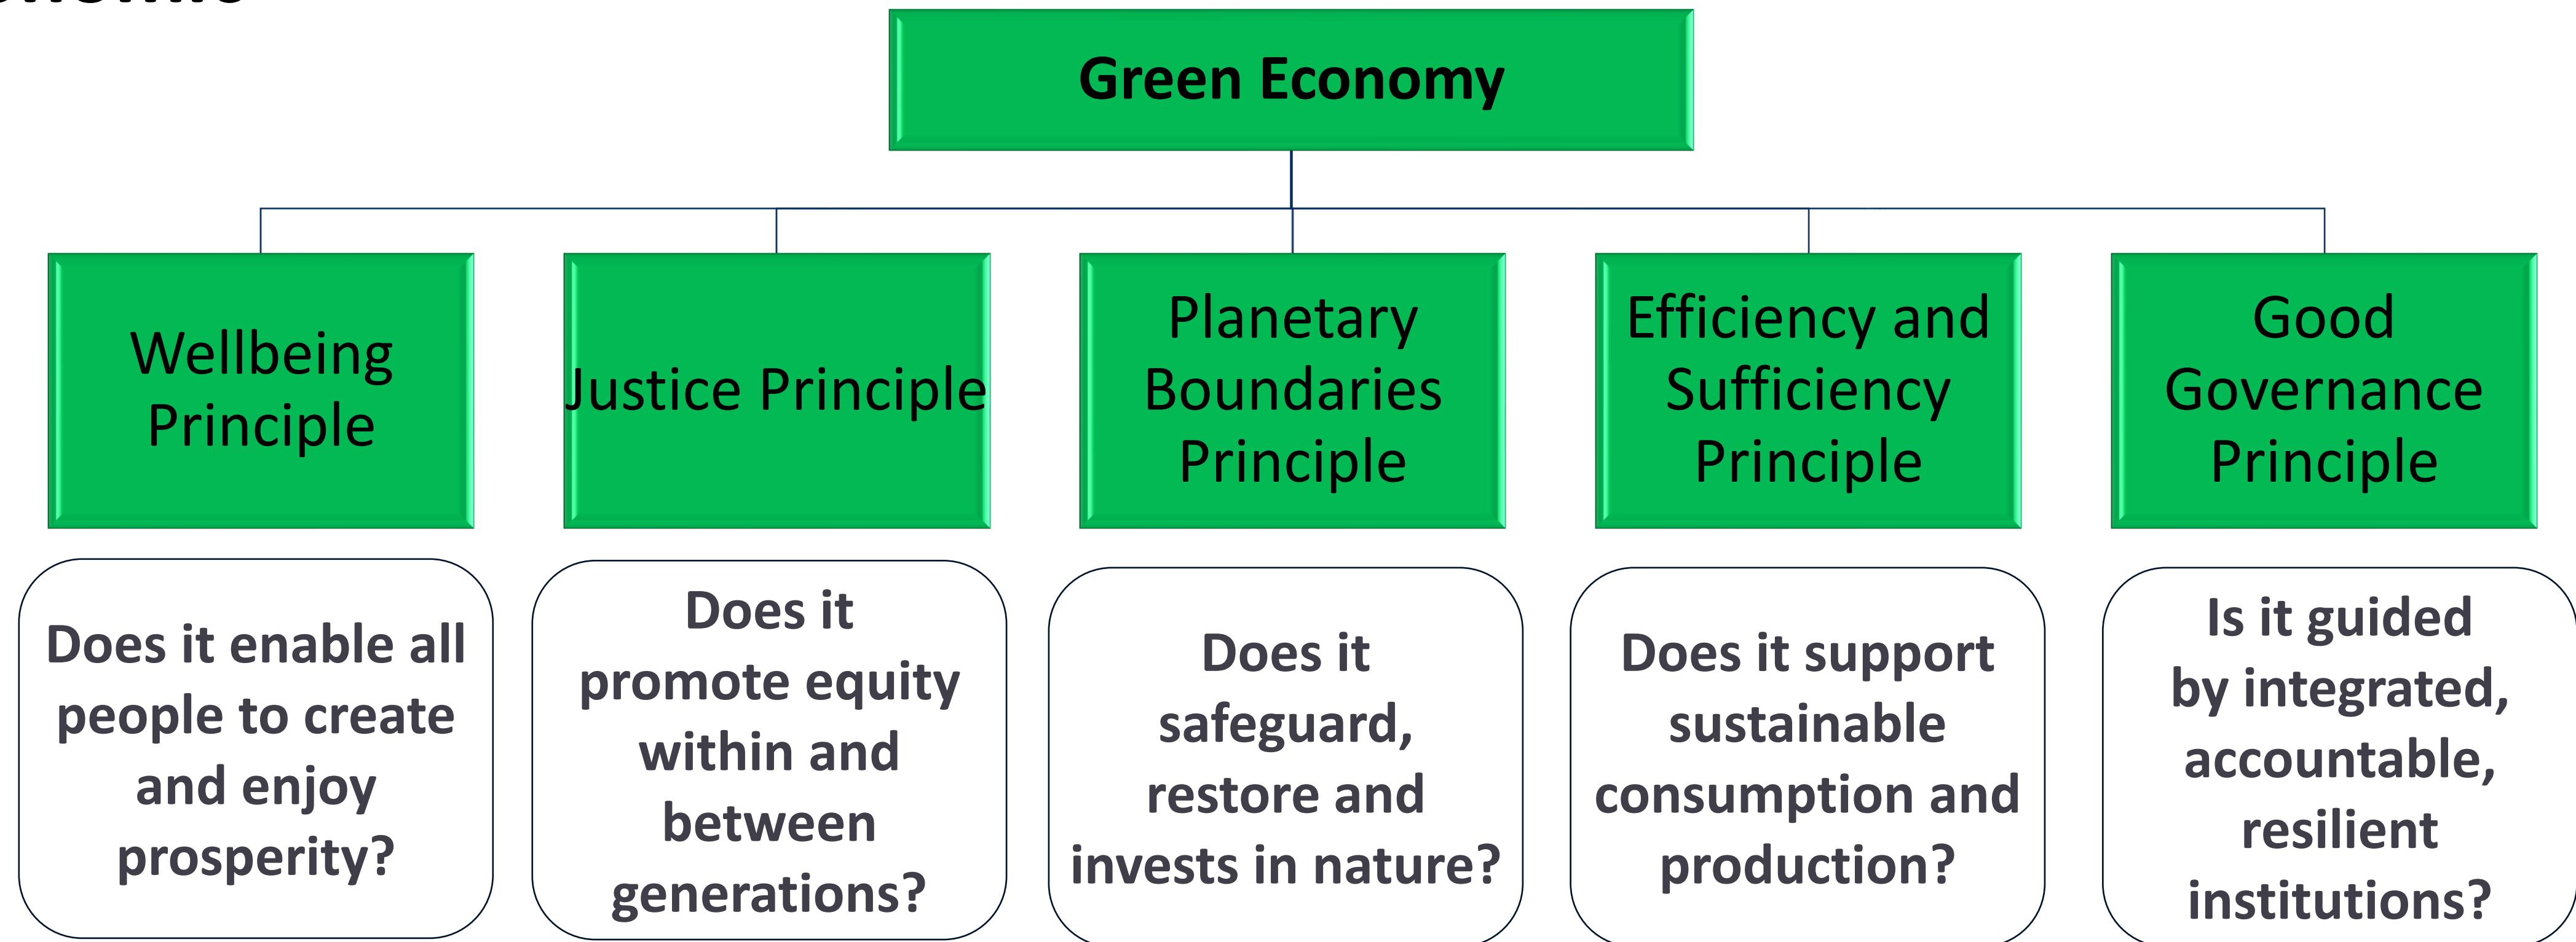 Green Economy
Wellbeing
Principle
Justice Principle
Planetary
Boundaries
Principle
Efficiency and
Sufficiency
Principle
Good
Governance
Principle
Does it enable all
people to create
and enjoy
prosperity?
Does it
promote equity
within and
between
generations?
Does it
safeguard,
restore and
invests in nature?
Does it support
sustainable
consumption and
production?
Is it guided
by integrated,
accountable,
resilient
institutions?